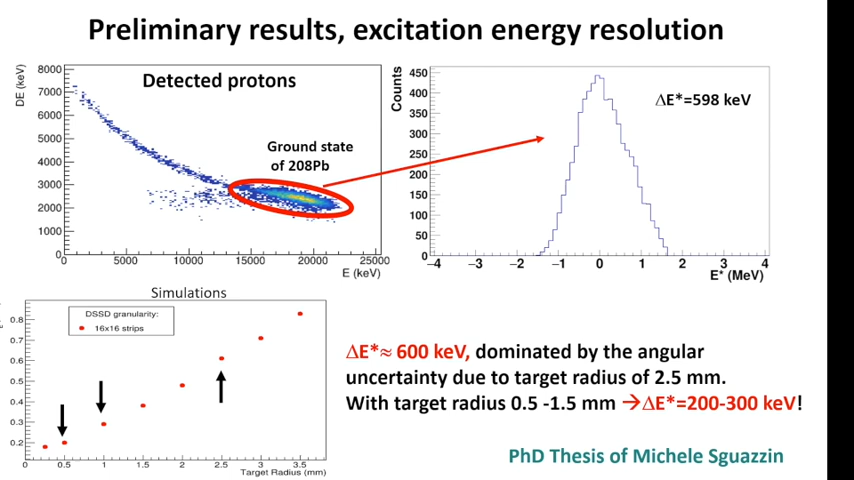 Preliminary results, excitation energy resolution
DE (keV)
8000
7000
6000
5000
4000
3000
2000
1000
0
Detected protons
Ground state
of 208Pb
0 5000 10000 15000 20000 25000
E (keV)
Counts
450
400
350
300
250
200
150
100
50
0
ΔE*=598 keV
−4 −3 −2 −1 0 1 2 3 4
E* (MeV)
Simulations
DSSD granularity:
16x16 strips
0.8
0.7
0.6
0.5
0.4
0.3
0.2
0 0.5 1 1.5 2 2.5 3 3.5
Target Radius (mm)
ΔE*≈ 600 keV, dominated by the angular
uncertainty due to target radius of 2.5 mm.
With target radius 0.5 -1.5 mm →ΔE*=200-300 keV!
PhD Thesis of Michele Sguazzin